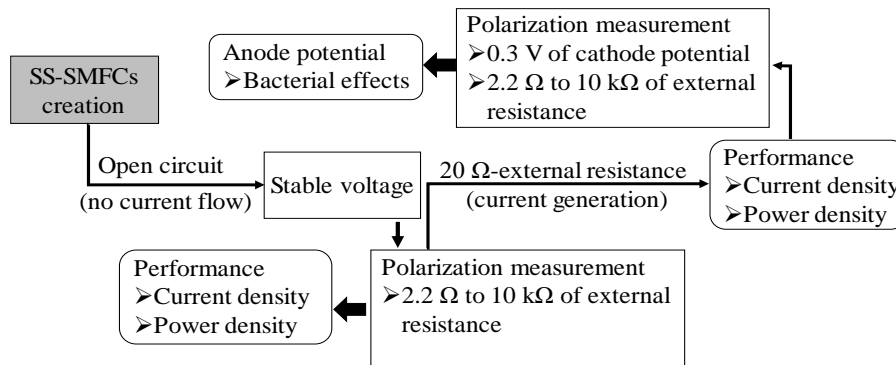 SS-SMFCs
creation
Open circuit
(no current flow)
Stable voltage
Polarization measurement
➢2.2 Ω to 10 kΩ of external
resistance
Performance
➢Current density
➢Power density
20 Ω-external resistance
(current generation)
Performance
➢Current density
➢Power density
Polarization measurement
➢0.3 V of cathode potential
➢2.2 Ω to 10 kΩ of external
resistance
Anode potential
➢Bacterial effects